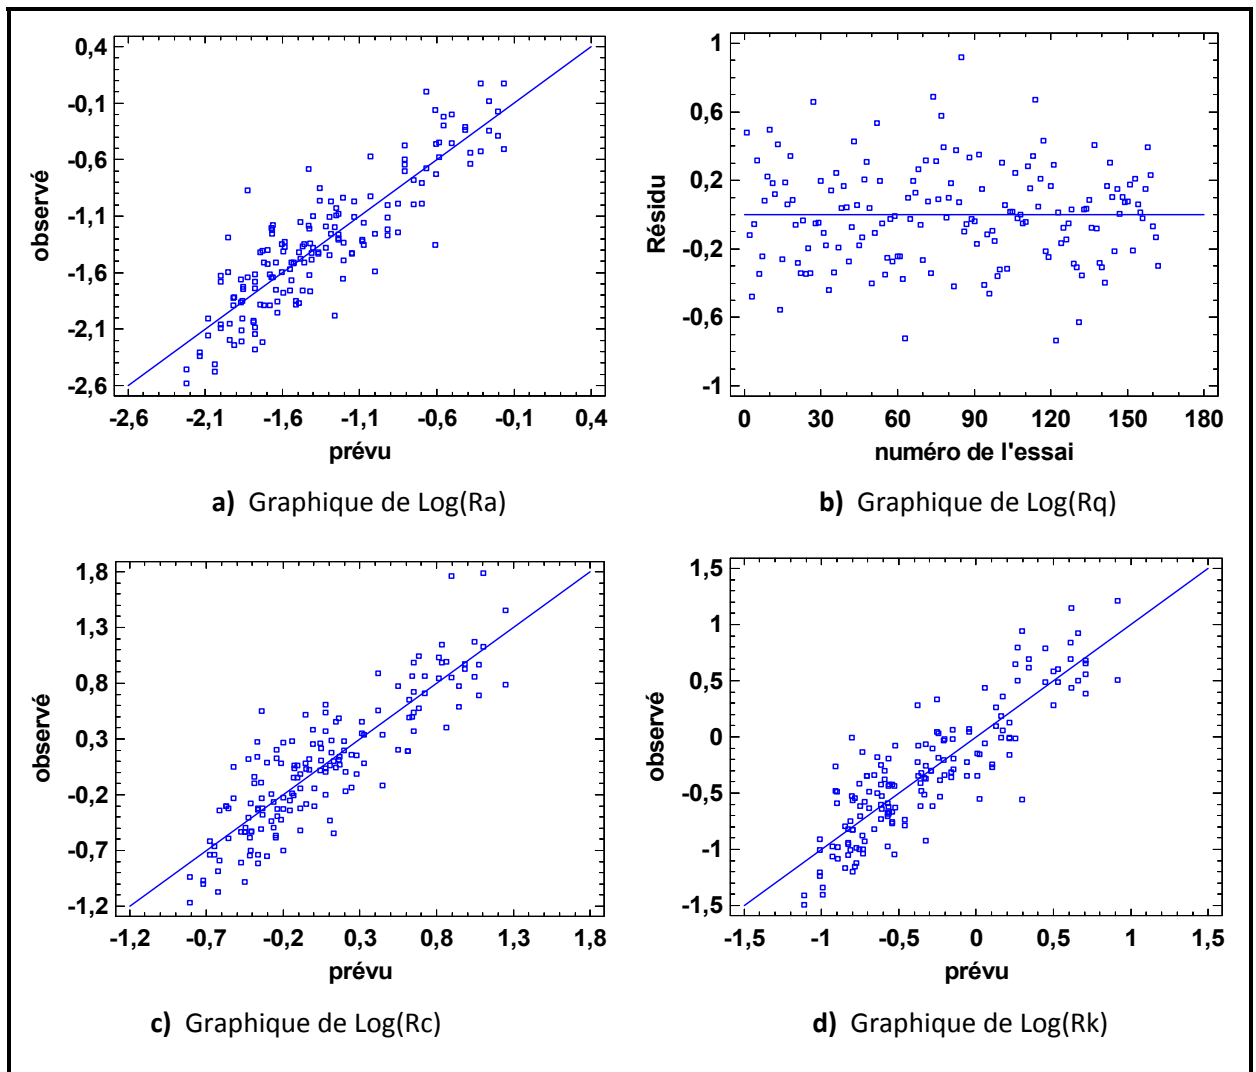 0,4
-0,1
-0,6
-1,1
-1,6
-2,1
-2,6
observé
-2,6 -2,1 -1,6 -1,1 -0,6 -0,1 0,4
prévu
a) Graphique de Log(Ra)
1
0,6
0,2
-0,2
-0,6
-1
Résidu
0 30 60 90 120 150 180
numéro de l'essai
b) Graphique de Log(Rq)
1,8
1,3
0,8
0,3
-0,2
-0,7
-1,2
observé
-1,2 -0,7 -0,2 0,3 0,8 1,3 1,8
prévu
c) Graphique de Log(Rc)
1,5
1
0,5
0
-0,5
-1
-1,5
observé
-1,5 -1 -0,5 0 0,5 1 1,5
prévu
d) Graphique de Log(Rk)